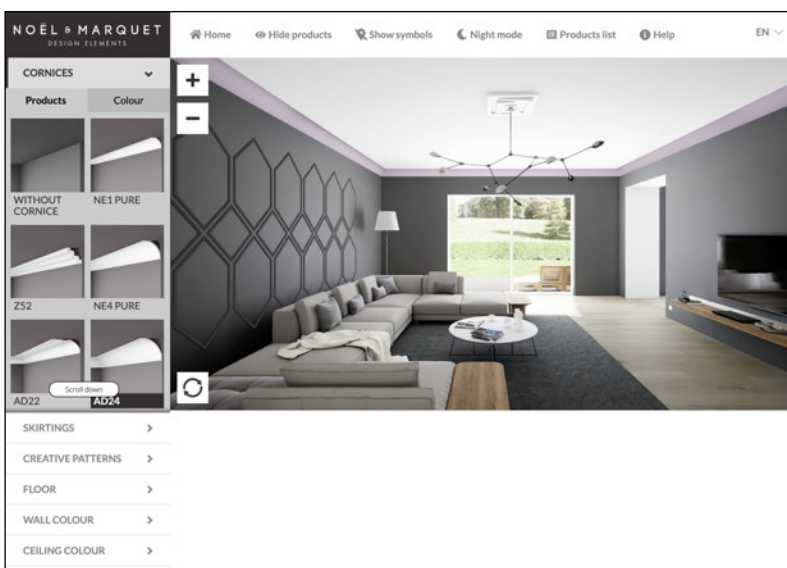 NOËL & MARQUET
DESIGN ELEMENTS
Home
Hide products
Show symbols
Night mode
Products list
Help
EN
CORNICES
Products
Colour
WITHOUT
CORNICE
NE1 PURE
Z52
NE4 PURE
Scroll down
AD22
AD24
SKIRTINGS
CREATIVE PATTERNS
FLOOR
WALL COLOUR
CEILING COLOUR